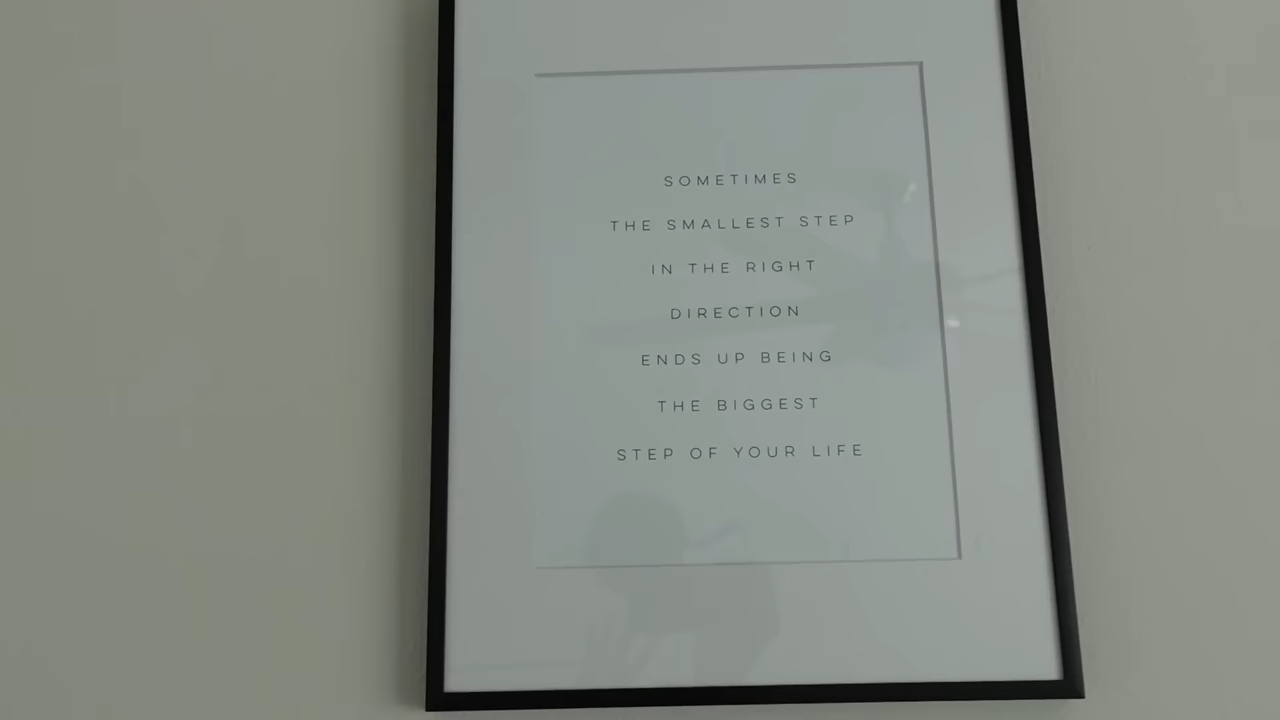 SOMETIMES
THE SMALLEST STEP
IN THE RIGHT
DIRECTION
ENDS UP BEING
THE BIGGEST
STEP OF YOUR LIFE